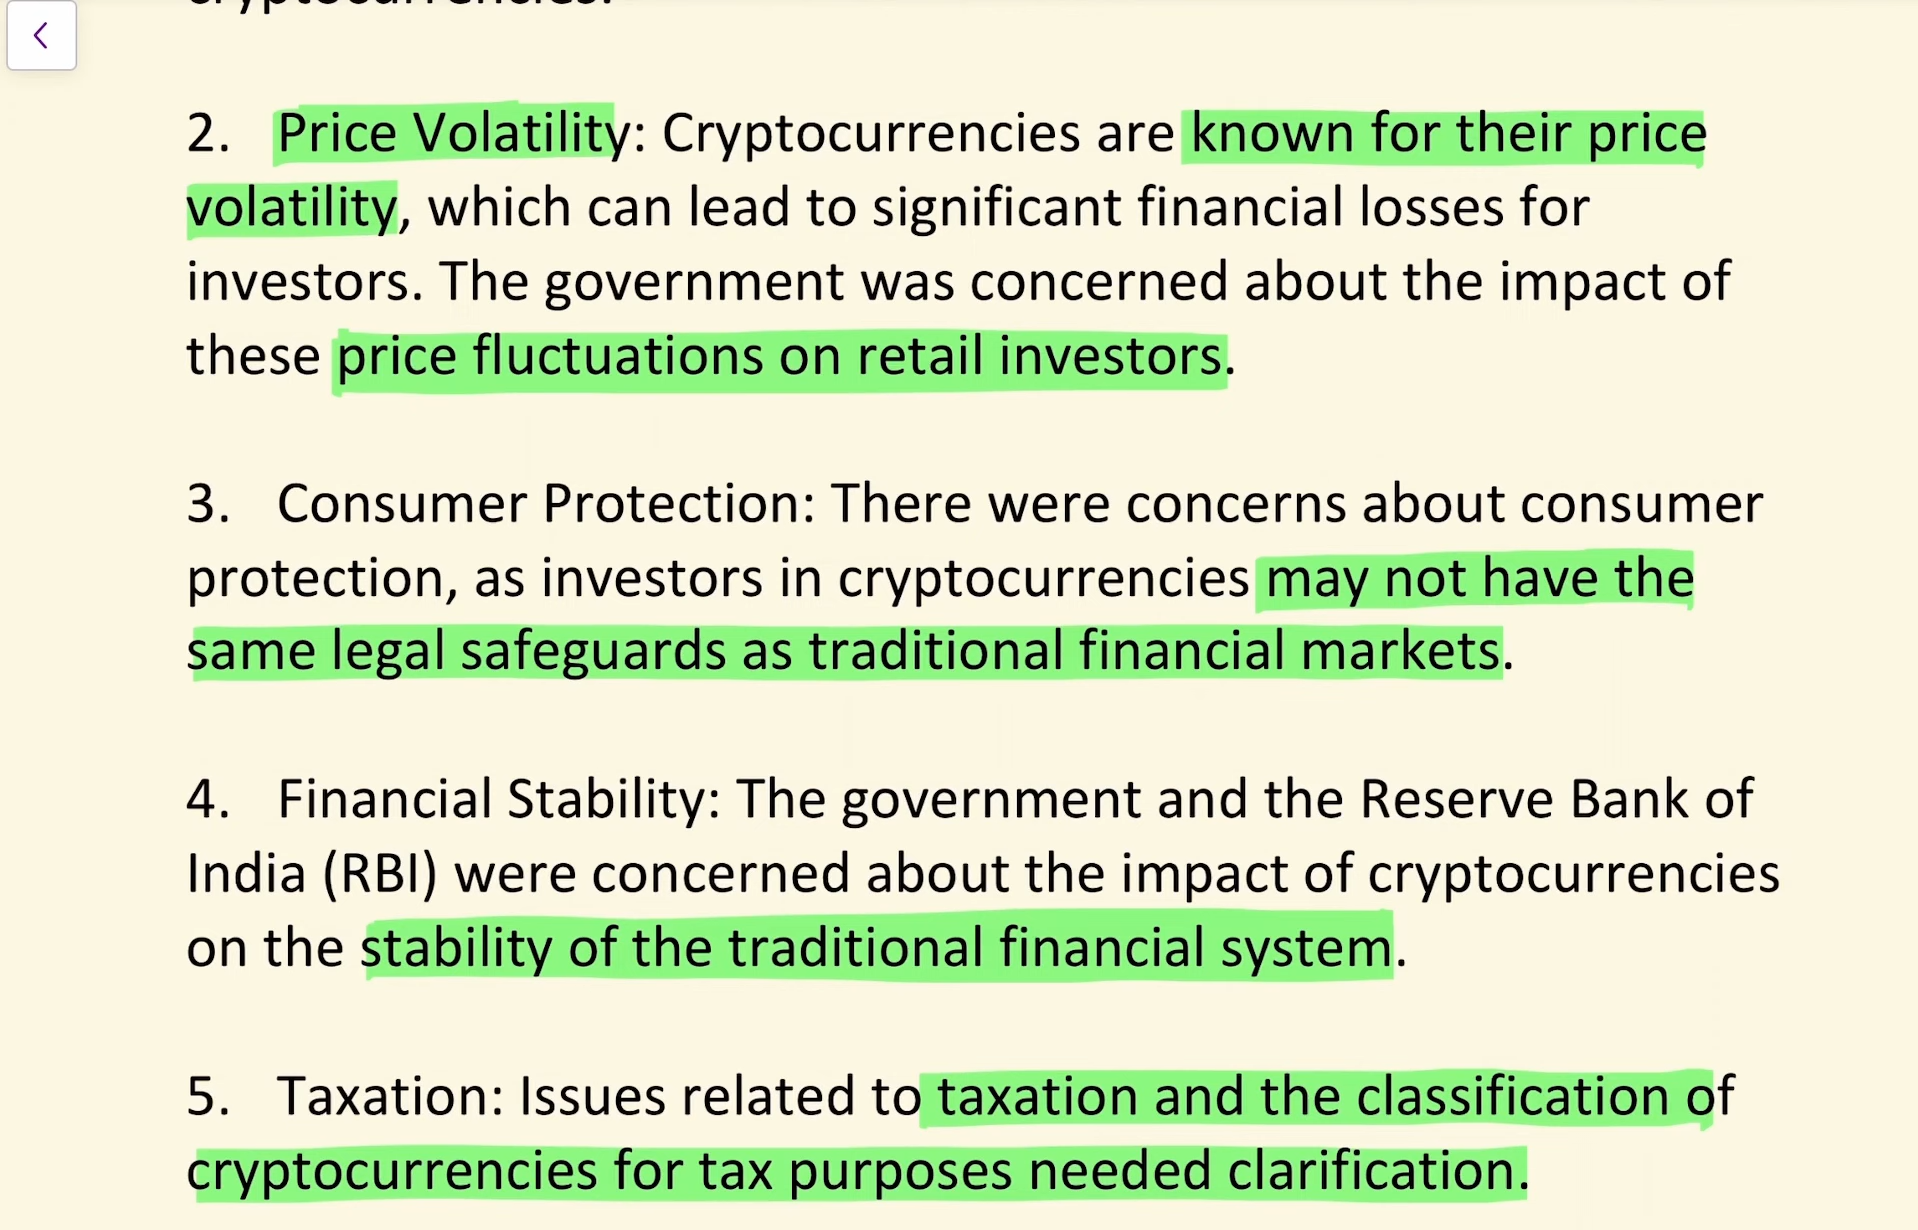 cryptocurrencies.
2. Price Volatility: Cryptocurrencies are known for their price
volatility, which can lead to significant financial losses for
investors. The government was concerned about the impact of
these price fluctuations on retail investors.
3. Consumer Protection: There were concerns about consumer
protection, as investors in cryptocurrencies may not have the
same legal safeguards as traditional financial markets.
4. Financial Stability: The government and the Reserve Bank of
India (RBI) were concerned about the impact of cryptocurrencies
on the stability of the traditional financial system.
5. Taxation: Issues related to taxation and the classification of
cryptocurrencies for tax purposes needed clarification.